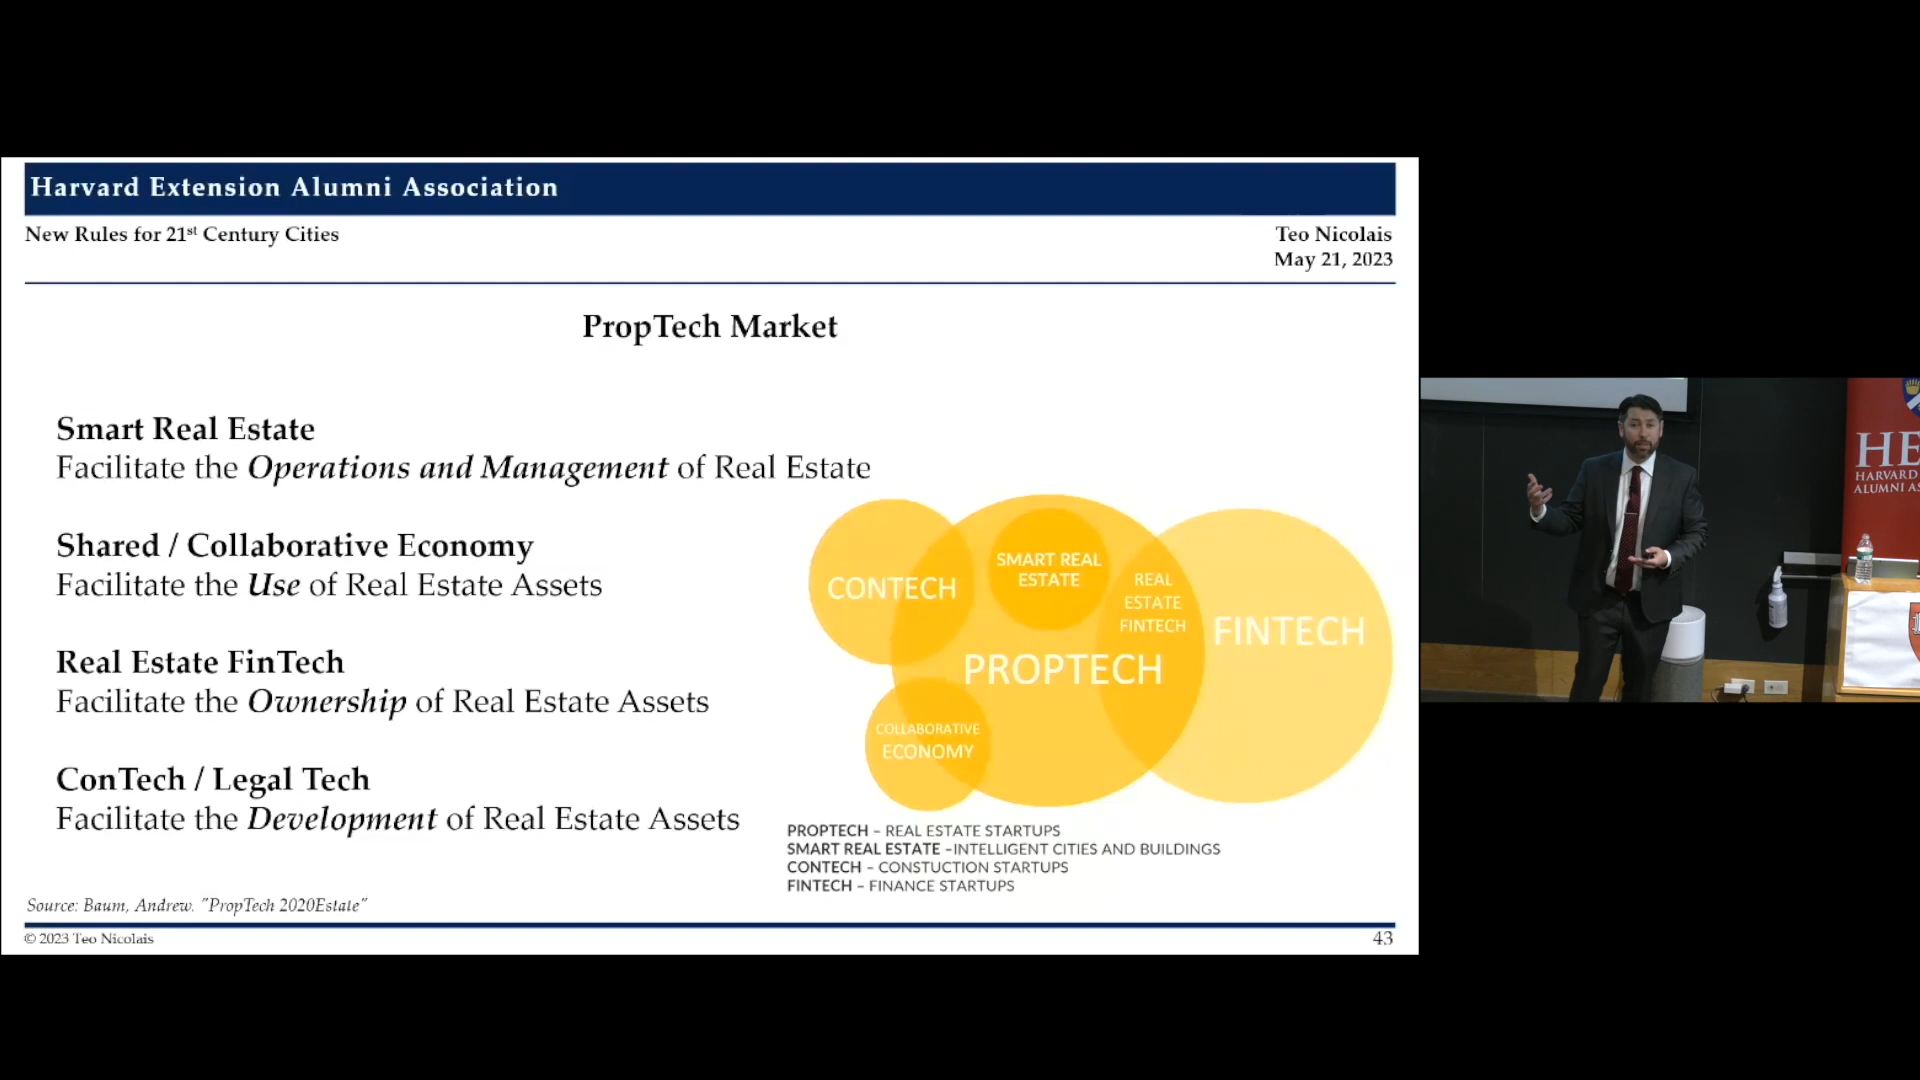 Harvard Extension Alumni Association
New Rules for 21st Century Cities
Teo Nicolais
May 21, 2023
PropTech Market
Smart Real Estate
Facilitate the Operations and Management of Real Estate
Shared / Collaborative Economy
Facilitate the Use of Real Estate Assets
Real Estate FinTech
Facilitate the Ownership of Real Estate Assets
ConTech / Legal Tech
Facilitate the Development of Real Estate Assets
CONTECH
SMART REAL
ESTATE
REAL
ESTATE
FINTECH
FINTECH
PROPTECH
COLLABORATIVE
ECONOMY
PROPTECH – REAL ESTATE STARTUPS
SMART REAL ESTATE –INTELLIGENT CITIES AND BUILDINGS
CONTECH – CONSTUCTION STARTUPS
FINTECH – FINANCE STARTUPS
Source: Baum, Andrew. "PropTech 2020Estate"
© 2023 Teo Nicolais
43
HE
HARVARD
ALUMNI AS